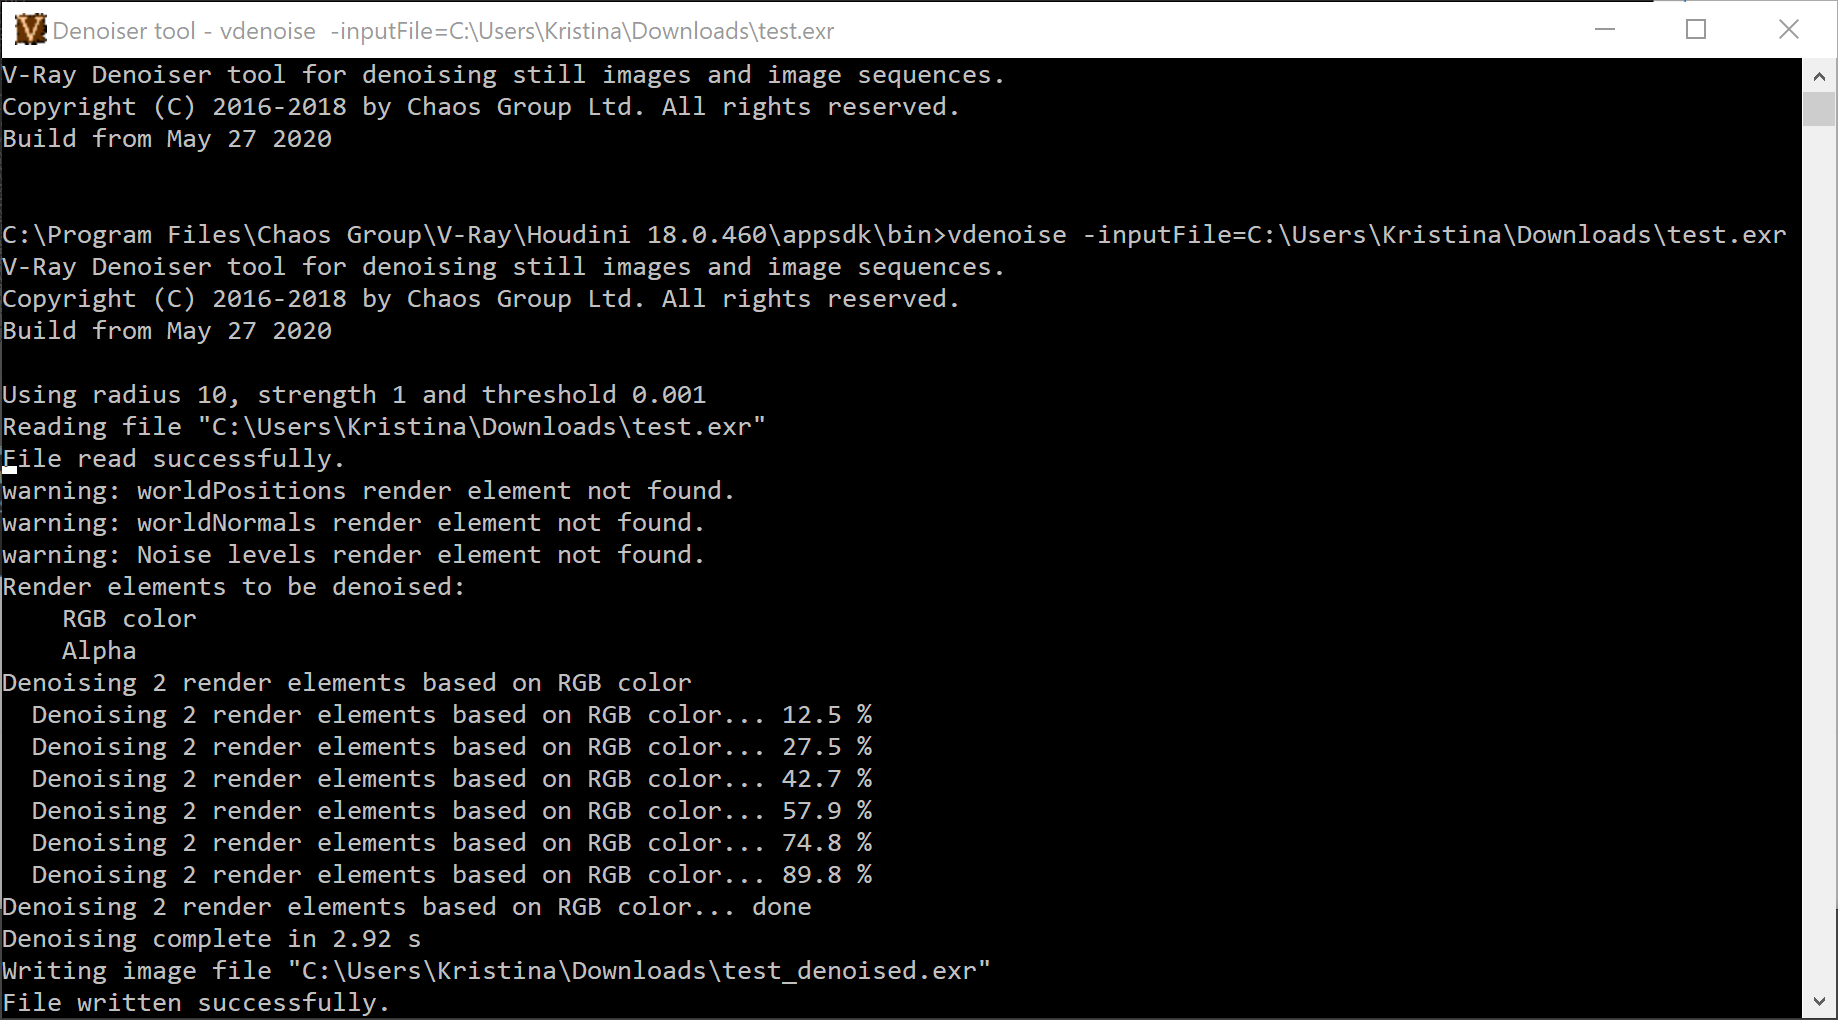 Denoiser tool - vdenoise  -inputFile=C:\Users\Kristina\Downloads\test.exr
V-Ray Denoiser tool for denoising still images and image sequences.
Copyright (C) 2016-2018 by Chaos Group Ltd. All rights reserved.
Build from May 27 2020
C:\Program Files\Chaos Group\V-Ray\Houdini 18.0.460\appsdk\bin>vdenoise -inputFile=C:\Users\Kristina\Downloads\test.exr
V-Ray Denoiser tool for denoising still images and image sequences.
Copyright (C) 2016-2018 by Chaos Group Ltd. All rights reserved.
Build from May 27 2020
Using radius 10, strength 1 and threshold 0.001
Reading file "C:\Users\Kristina\Downloads\test.exr"
File read successfully.
warning: worldPositions render element not found.
warning: worldNormals render element not found.
warning: Noise levels render element not found.
Render elements to be denoised:
    RGB color
    Alpha
Denoising 2 render elements based on RGB color
  Denoising 2 render elements based on RGB color... 12.5 %
  Denoising 2 render elements based on RGB color... 27.5 %
  Denoising 2 render elements based on RGB color... 42.7 %
  Denoising 2 render elements based on RGB color... 57.9 %
  Denoising 2 render elements based on RGB color... 74.8 %
  Denoising 2 render elements based on RGB color... 89.8 %
Denoising 2 render elements based on RGB color... done
Denoising complete in 2.92 s
Writing image file "C:\Users\Kristina\Downloads\test_denoised.exr"
File written successfully.